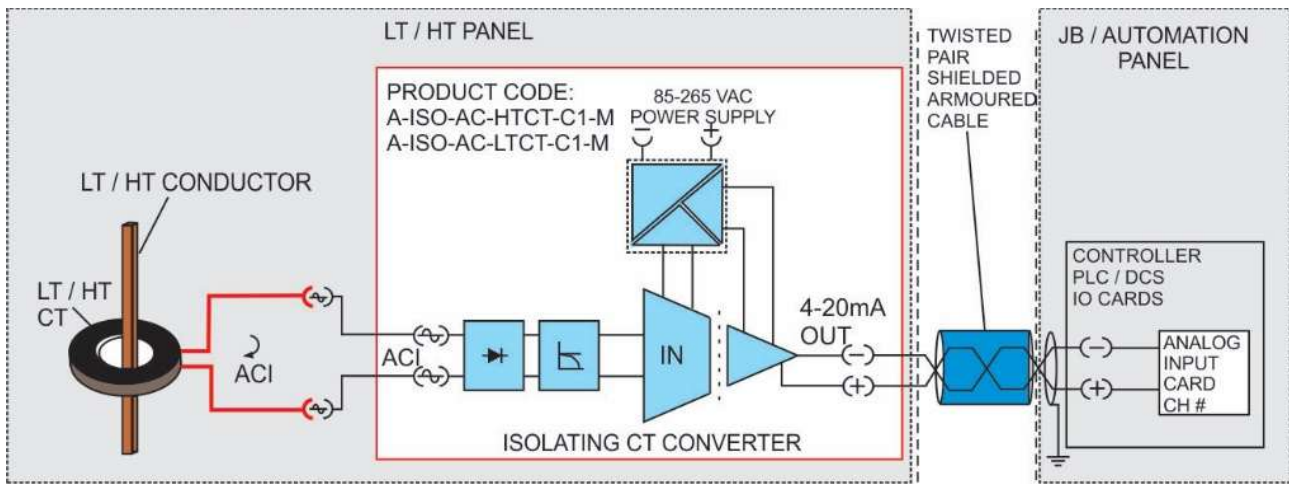 LT / HT PANEL
PRODUCT CODE:
A-ISO-AC-HTCT-C1-M
A-ISO-AC-LTCT-C1-M
85-265 VAC
POWER SUPPLY
TWISTED
PAIR
SHIELDED
ARMOURED
CABLE
JB / AUTOMATION
PANEL
LT / HT CONDUCTOR
LT / HT
CT
ACI
ACI
IN
4-20mA
OUT
ISOLATING CT CONVERTER
CONTROLLER
PLC / DCS
IO CARDS
ANALOG
INPUT
CARD
CH #